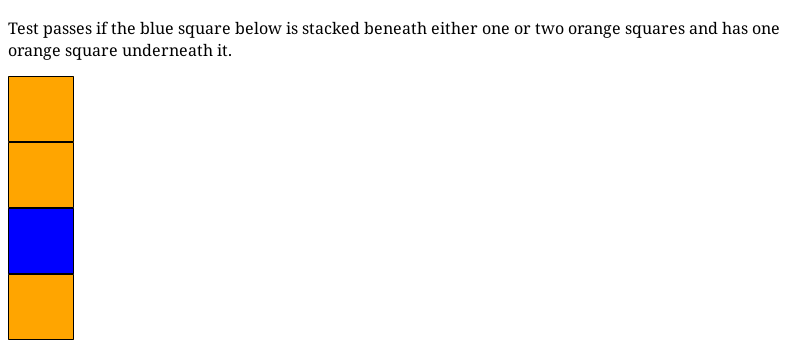 Test passes if the blue square below is stacked beneath either one or two orange squares and has one
orange square underneath it.